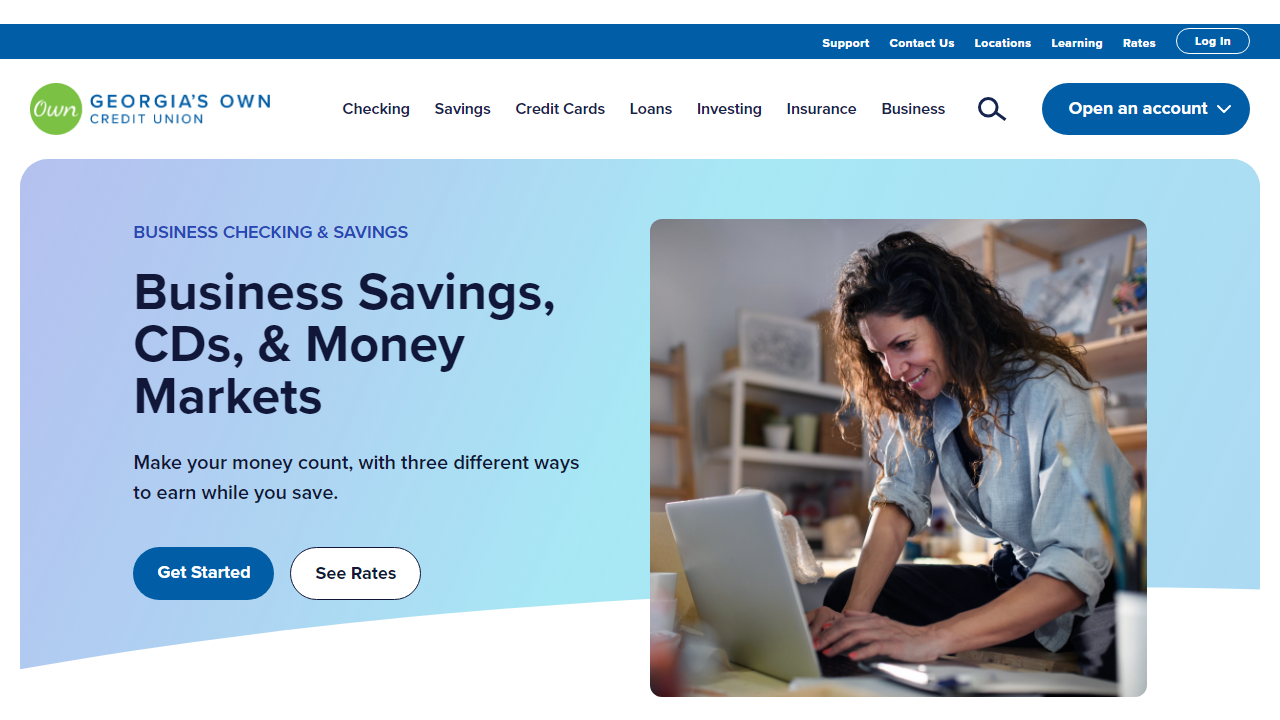 Support Contact Us Locations Learning Rates Log In
Own GEORGIA'S OWN
CREDIT UNION
Checking Savings Credit Cards Loans Investing Insurance Business
Open an account
BUSINESS CHECKING & SAVINGS
Business Savings,
CDs, & Money
Markets
Make your money count, with three different ways
to earn while you save.
Get Started See Rates